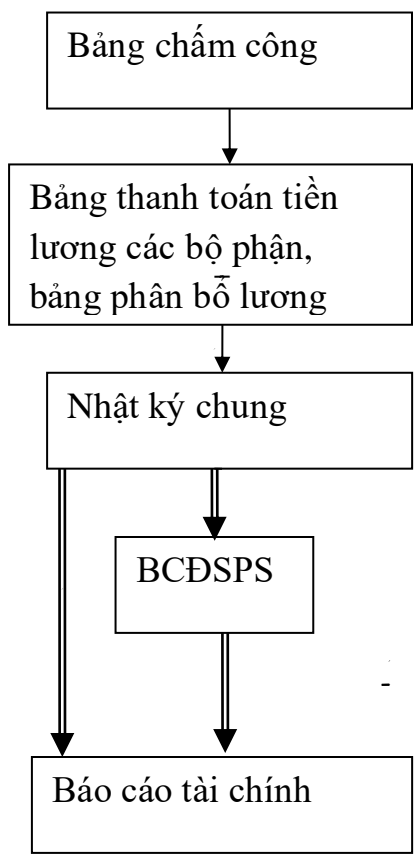 Bảng chấm công
Bảng thanh toán tiền
lương các bộ phận,
bảng phân bổ lương
Nhật ký chung
BCĐSPS
-
Báo cáo tài chính